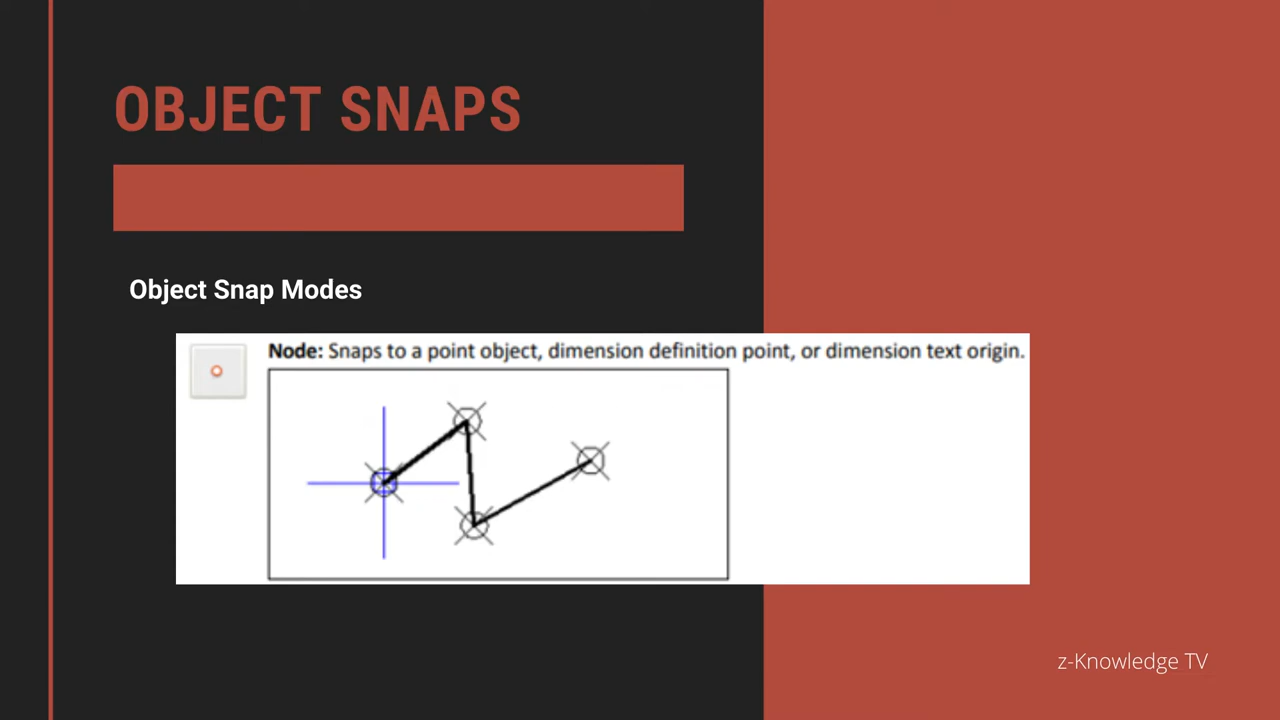 OBJECT SNAPS
Object Snap Modes
Node: Snaps to a point object, dimension definition point, or dimension text origin.
z-Knowledge TV